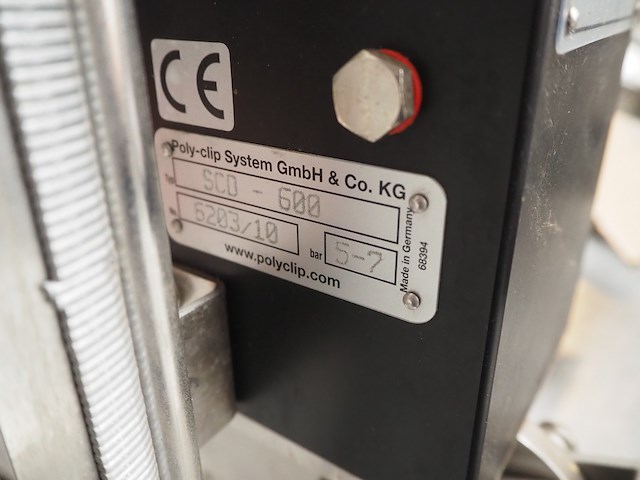 CE
Poly-clip System GmbH & Co. KG
SCD - 600
6203/10
bar 5-7
www.polyclip.com
Made in Germany
68394